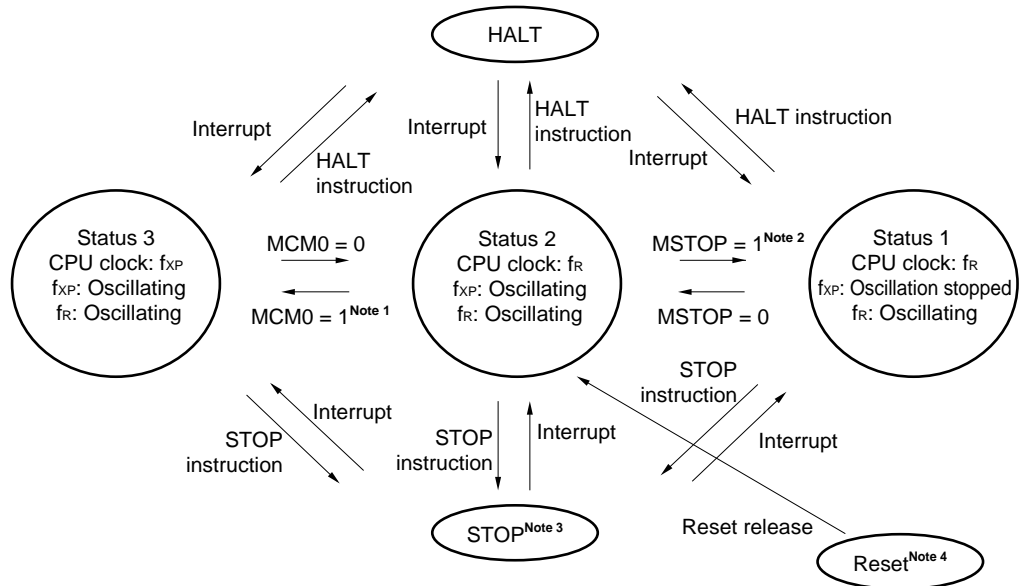 HALT
Interrupt
HALT
instruction
Interrupt
HALT
instruction
Interrupt
HALT instruction
Status 3
CPU clock: fXP
fXP: Oscillating
fR: Oscillating
MCM0 = 0
MCM0 = 1Note 1
Status 2
CPU clock: fR
fXP: Oscillating
fR: Oscillating
MSTOP = 1Note 2
MSTOP = 0
Status 1
CPU clock: fR
fXP: Oscillation stopped
fR: Oscillating
STOP
instruction
Interrupt
STOP
instruction
Interrupt
STOP
instruction
Interrupt
STOPNote 3
Reset release
ResetNote 4